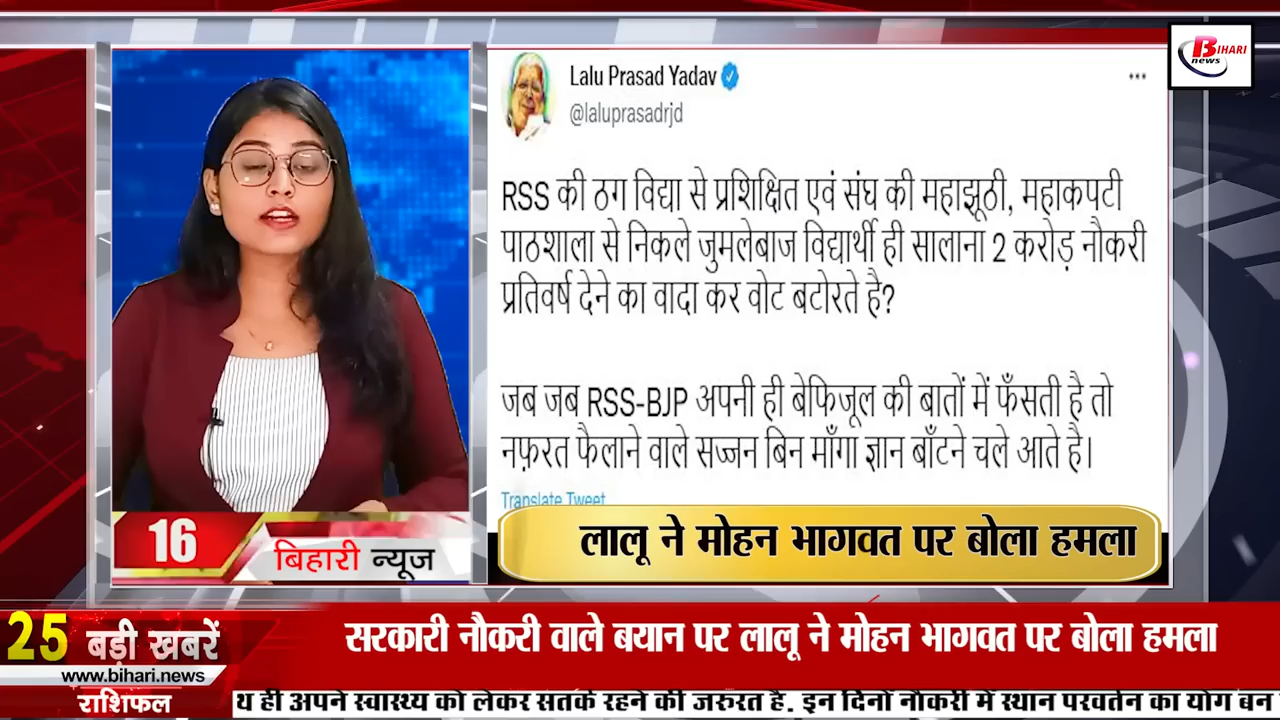 BIHARI
news
Lalu Prasad Yadav
@laluprasadrjd
RSS की ठग विद्या से प्रशिक्षित एवं संघ की महाझूठी, महाकपटी
पाठशाला से निकले जुमलेबाज विद्यार्थी ही सालाना 2 करोड़ नौकरी
प्रतिवर्ष देने का वादा कर वोट बटोरते है?
जब जब RSS-BJP अपनी ही बेफिजूल की बातों में फँसती है तो
नफ़रत फैलाने वाले सज्जन बिन माँगा ज्ञान बाँटने चले आते है।
Translate Tweet
16
बिहारी न्यूज
लालू ने मोहन भागवत पर बोला हमला
25 बड़ी खबरें
सरकारी नौकरी वाले बयान पर लालू ने मोहन भागवत पर बोला हमला
www.bihari.news
राशिफल
थ ही अपने स्वास्थ्य को लेकर सतर्क रहने की जरुरत है. इन दिनों नौकरी में स्थान परवर्तन का योग बन